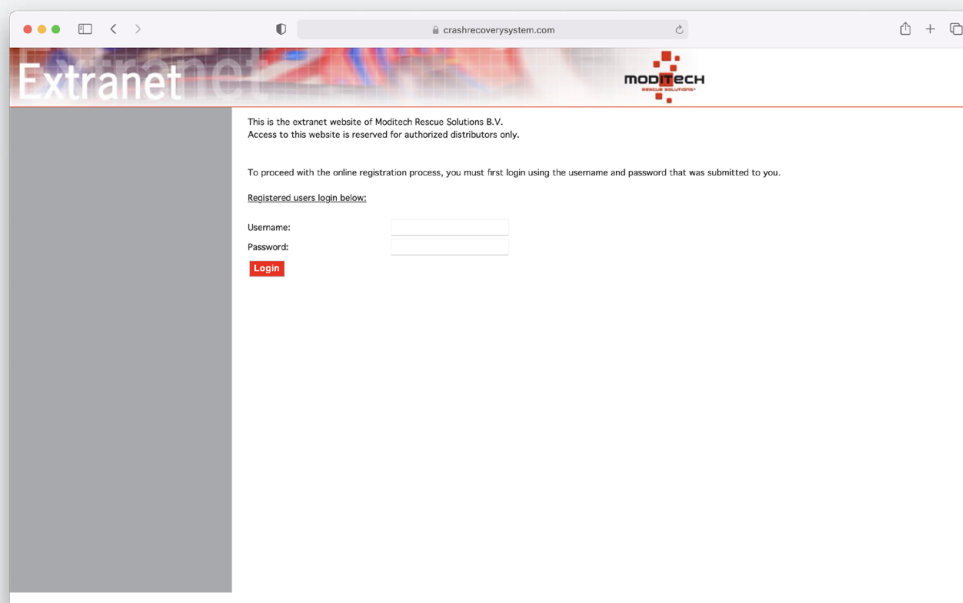 crashrecoverysystem.com
Extranet
MODITECH
RESCUE SOLUTIONS
This is the extranet website of Moditech Rescue Solutions B.V.
Access to this website is reserved for authorized distributors only.
To proceed with the online registration process, you must first login using the username and password that was submitted to you.
Registered users login below:
Username:
Password:
Login